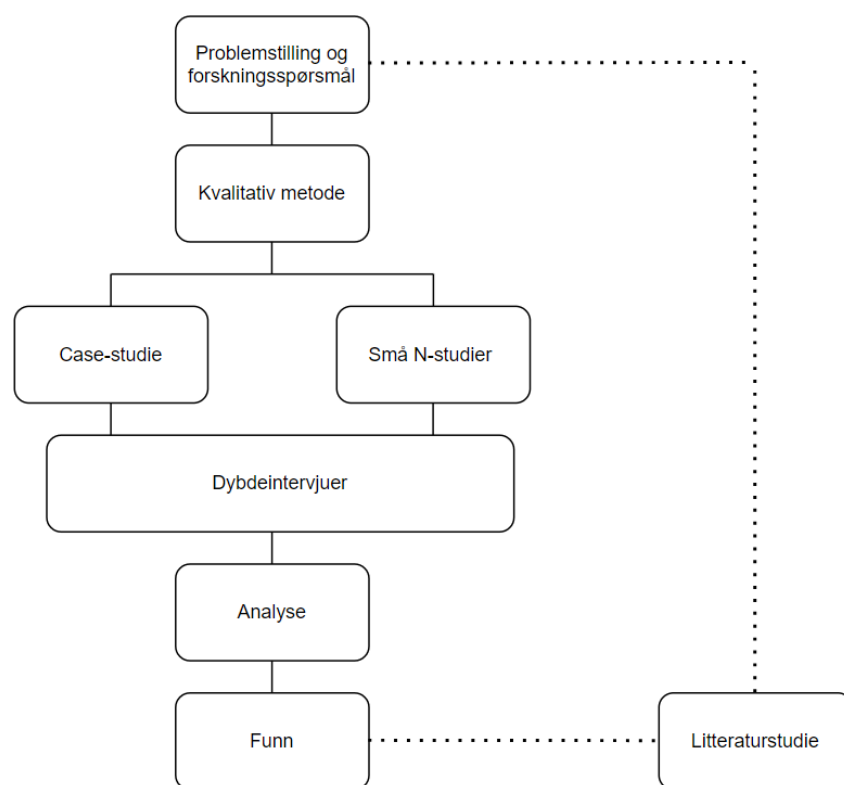 Problemstilling og
forskningsspørsmål
Kvalitativ metode
Case-studie
Små N-studier
Dybdeintervjuer
Analyse
Funn
Litteraturstudie